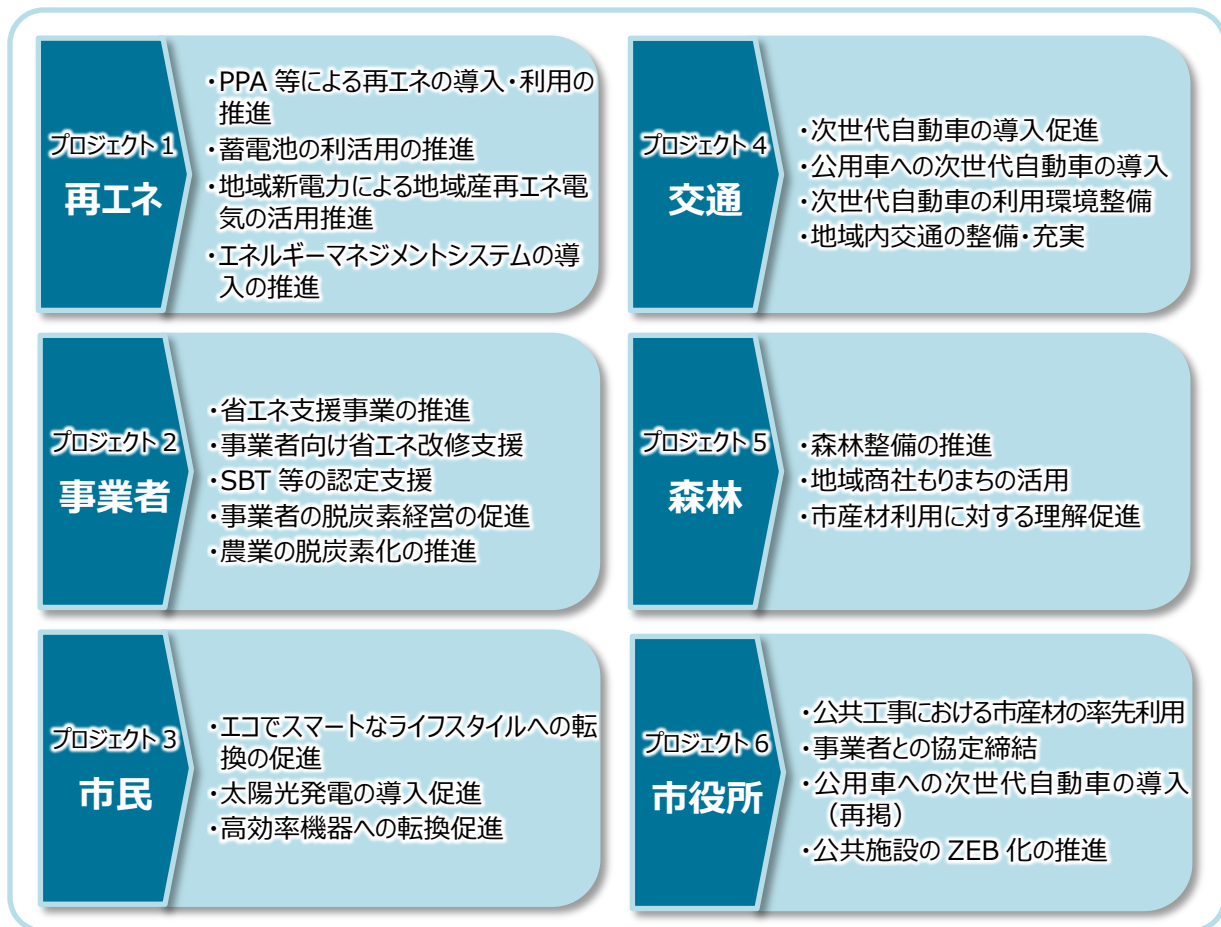 プロジェクト1
再エネ
・PPA 等による再エネの導入・利用の
推進
・蓄電池の利活用の推進
・地域新電力による地域産再エネ電
気の活用推進
・エネルギーマネジメントシステムの導
入の推進
プロジェクト2
事業者
・省エネ支援事業の推進
・事業者向け省エネ改修支援
・SBT 等の認定支援
・事業者の脱炭素経営の促進
・農業の脱炭素化の推進
プロジェクト3
市民
・エコでスマートなライフスタイルへの転
換の促進
・太陽光発電の導入促進
・高効率機器への転換促進
プロジェクト4
交通
・次世代自動車の導入促進
・公用車への次世代自動車の導入
・次世代自動車の利用環境整備
・地域内交通の整備・充実
プロジェクト5
森林
・森林整備の推進
・地域商社もりまちの活用
・市産材利用に対する理解促進
プロジェクト6
市役所
・公共工事における市産材の率先利用
・事業者との協定締結
・公用車への次世代自動車の導入
（再掲）
・公共施設の ZEB 化の推進